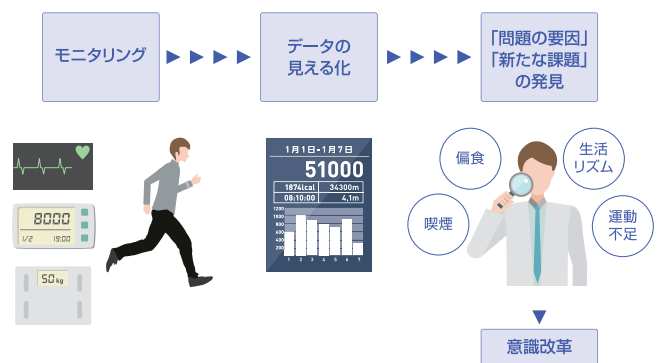 モニタリング
データの
見える化
「問題の要因」
「新たな課題」
の発見
8000
1/2 19:00
50kg
1月1日-1月7日
51000
1874lcal 34300m
08:10:00 4,1m
1200
1000
800
600
400
200
1 2 3 4 5 6 7
偏食
生活
リズム
喫煙
運動
不足
意識改革